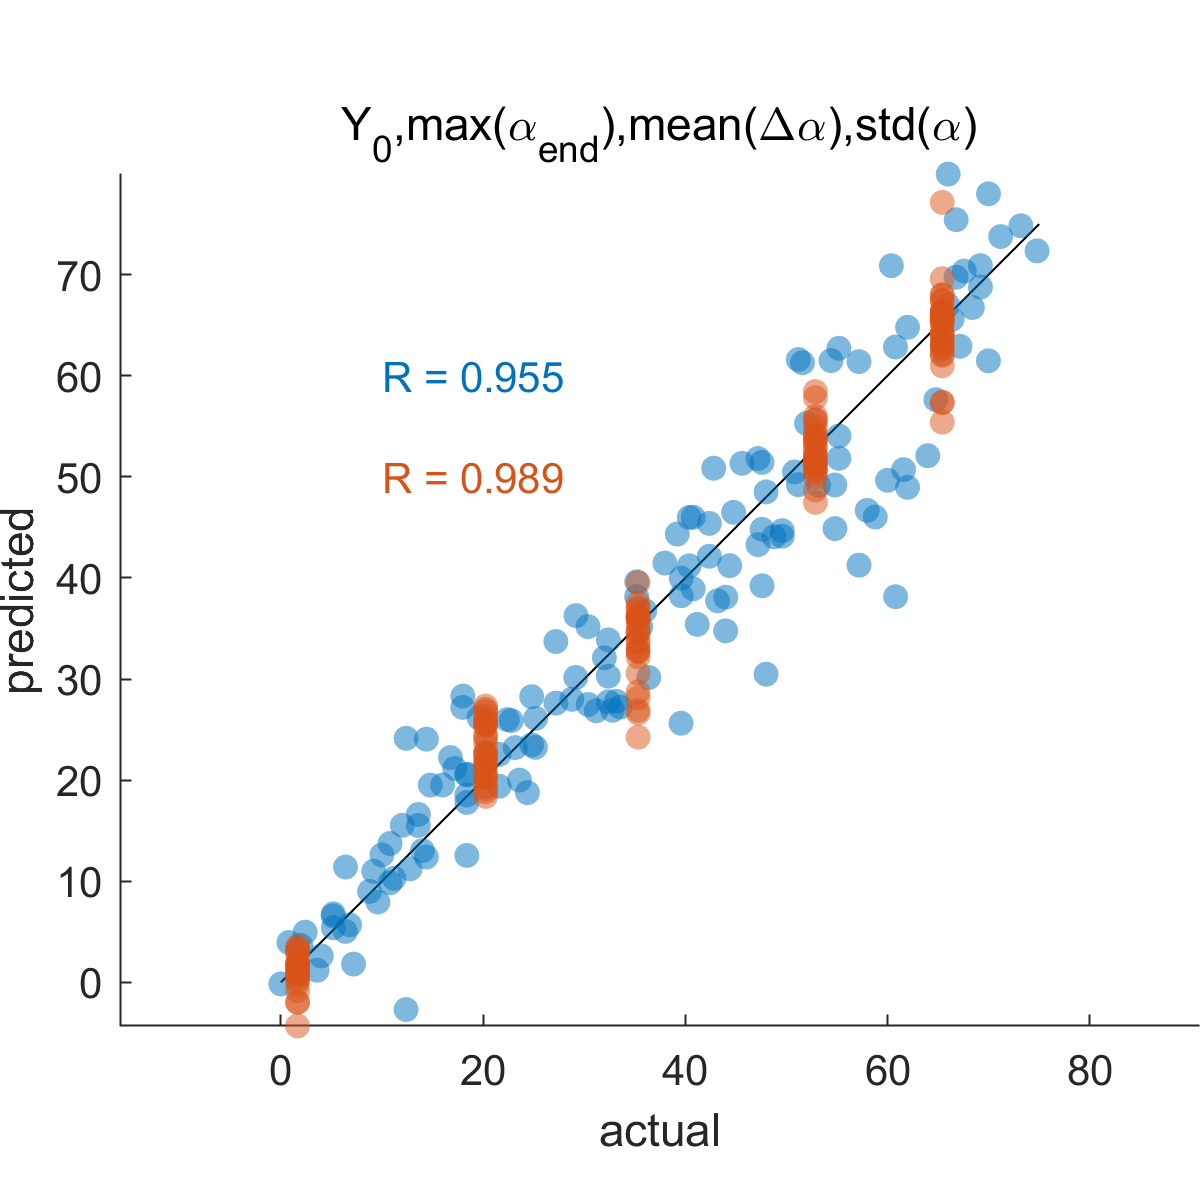 Y0,max(αend),mean(Δα),std(α)
70
60
50
40
30
20
10
0
R = 0.955
R = 0.989
predicted
0 20 40 60 80
actual